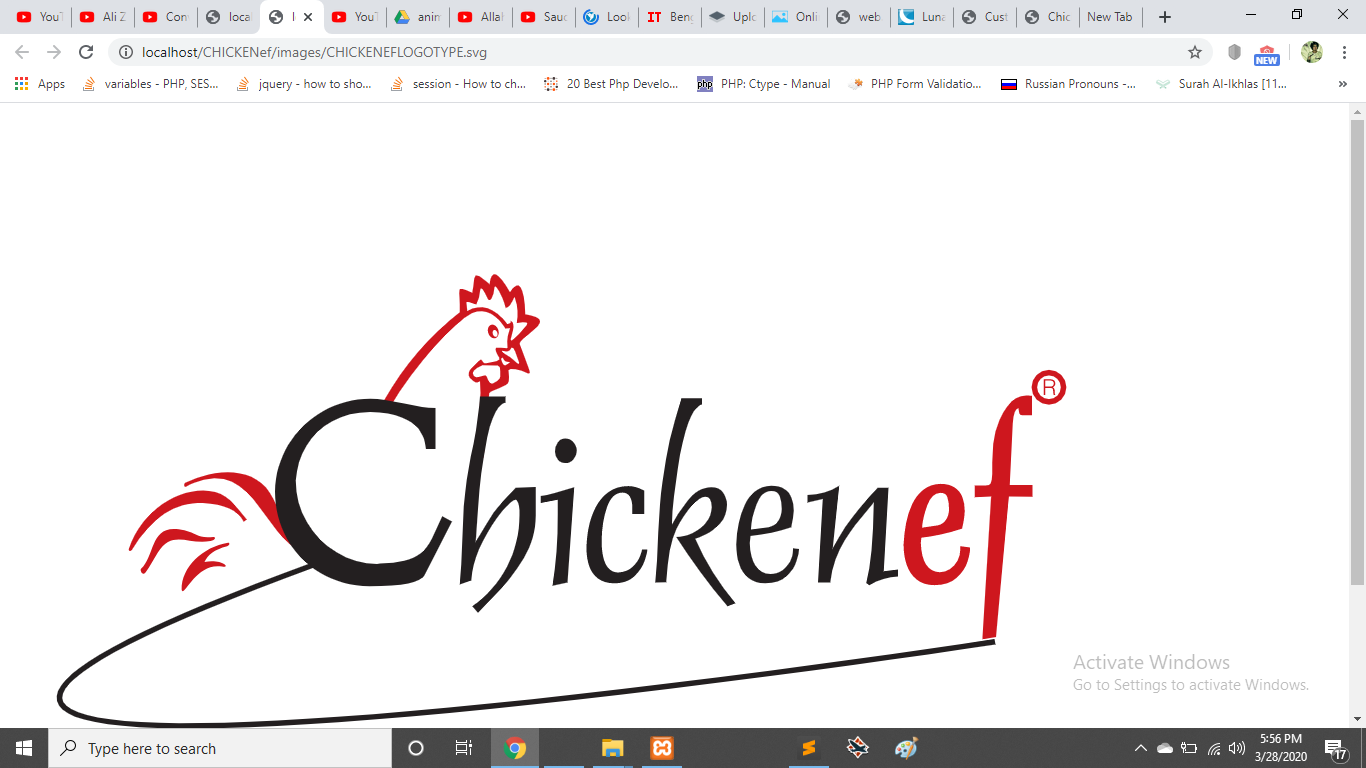 YouT
Ali Z
Con
local
l
YouT
anim
Allal
Sauc
Look
IT Beng
Uplo
Onli
web
Luna
Cust
Chic
New Tab
localhost/CHICKENef/images/CHICKENEFLOGOTYPE.svg
NEW
Apps
variables - PHP, SES...
jquery - how to sho...
session - How to ch...
20 Best Php Develo...
php PHP: Ctype - Manual
PHP Form Validatio...
Russian Pronouns -...
Surah Al-Ikhlas [11...
»
Chickenef
R
Activate Windows
Go to Settings to activate Windows.
Type here to search
5:56 PM
3/28/2020
17